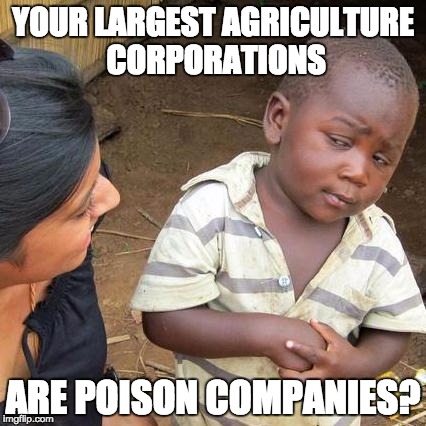 YOUR LARGEST AGRICULTURE
CORPORATIONS
ARE POISON COMPANIES?
imgflip.com